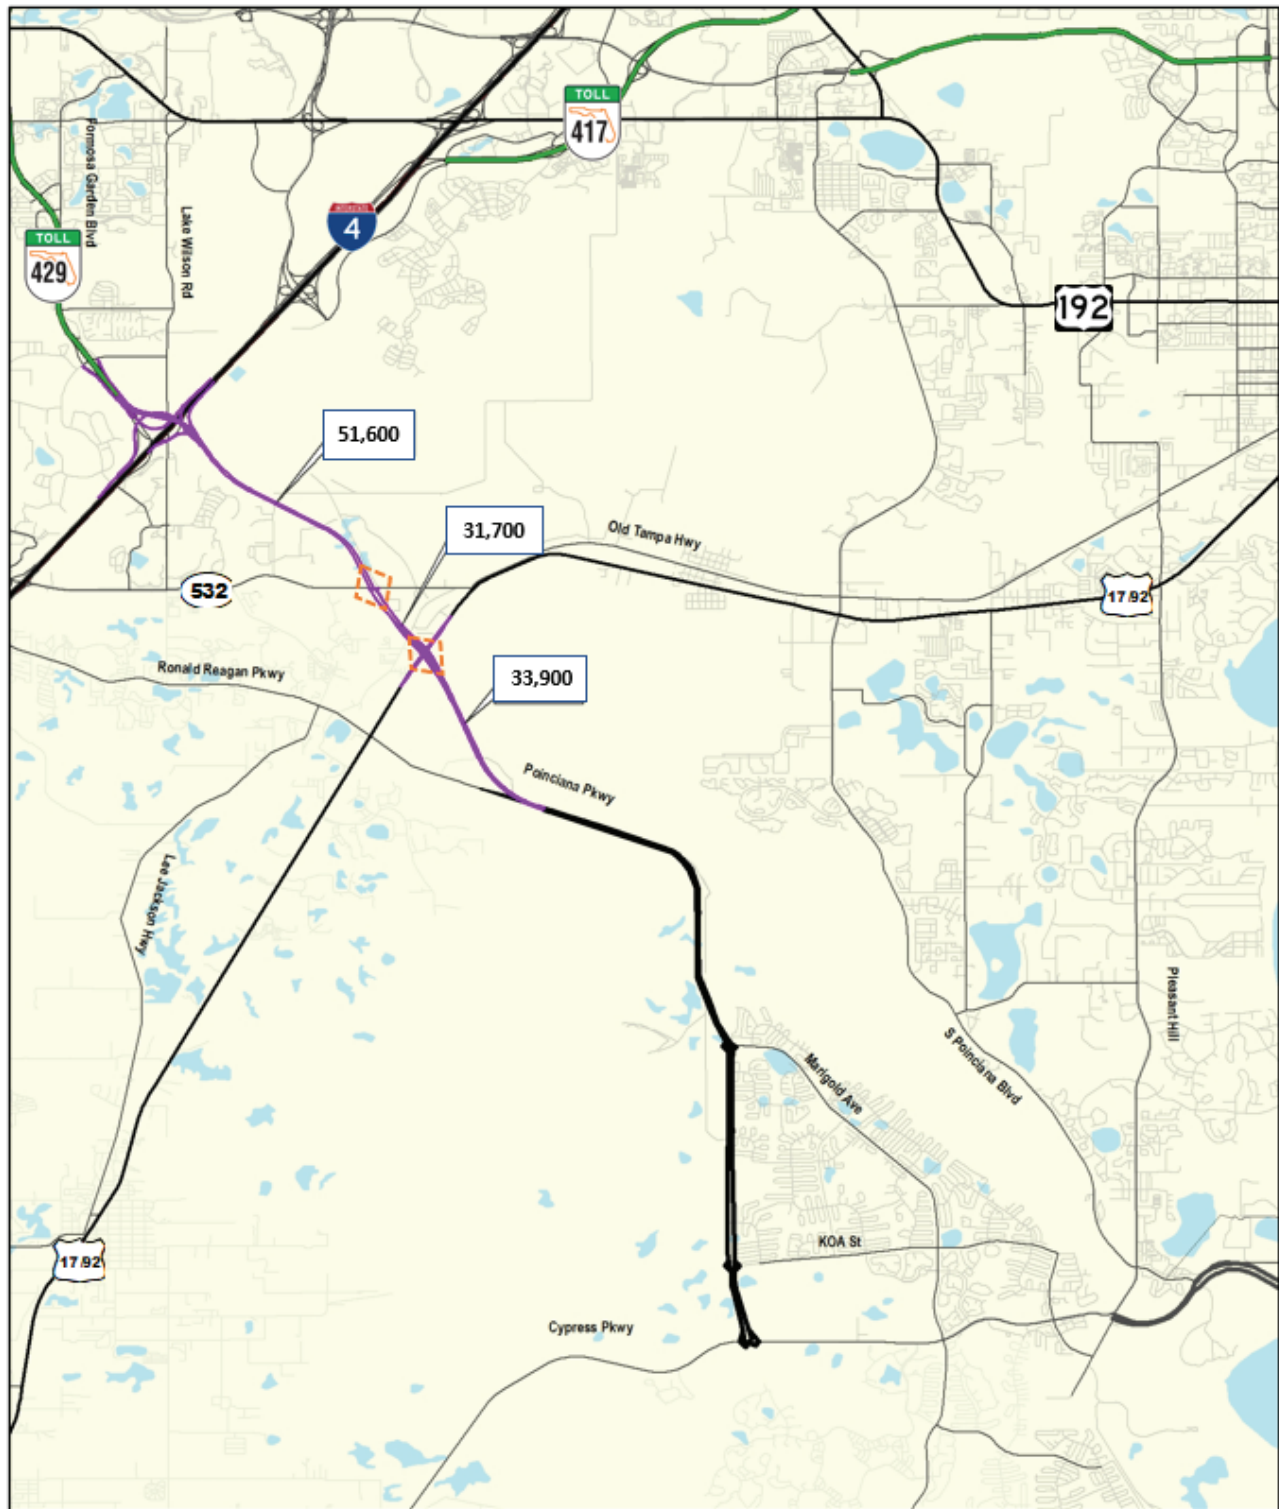 TOLL
417
Formosa Garden Blvd
Lake Wilson Rd
INTERSTATE
4
TOLL
429
192
51,600
31,700
Old Tampa Hwy
532
17/92
Ronald Reagan Pkwy
33,900
Poinciana Pkwy
Lee Jackson Hwy
Pleasant Hill
S Poinciana Blvd
Marigold Ave
KOA St
17/92
Cypress Pkwy